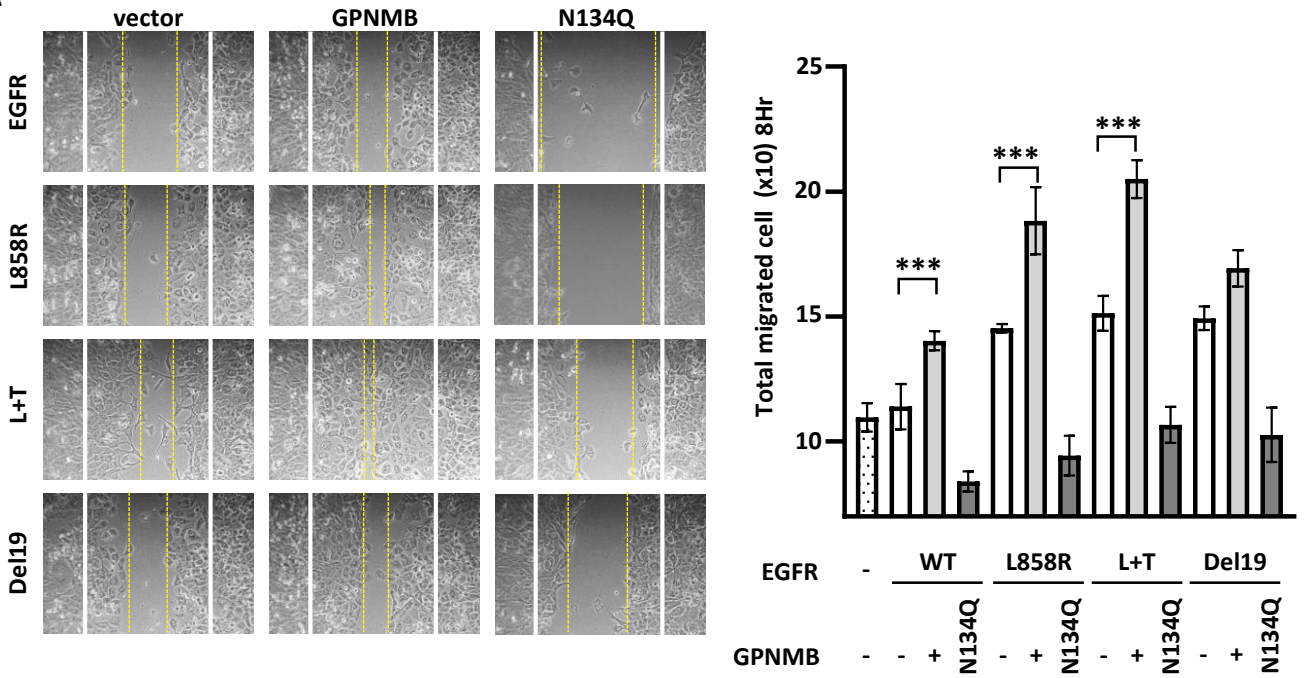 vector GPNMB N134Q
EGFR
L858R
L+T
Del19
Total migrated cell (x10) 8Hr
25
20
15
10
*** *** ***
EGFR - WT L858R L+T Del19
GPNMB - - + N134Q - + N134Q - + N134Q - + N134Q